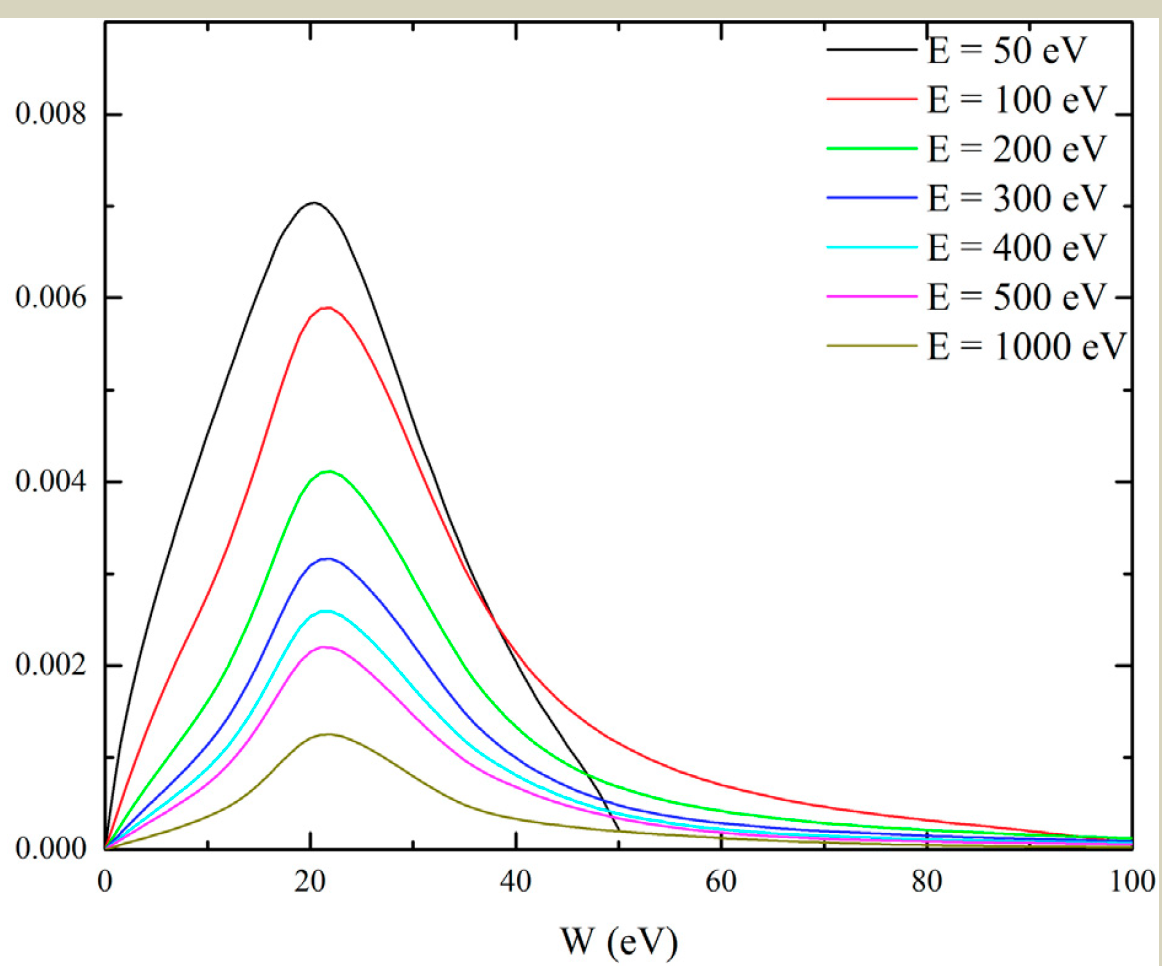 E = 50 eV
E = 100 eV
E = 200 eV
E = 300 eV
E = 400 eV
E = 500 eV
E = 1000 eV
0.008
0.006
0.004
0.002
0.000
0 20 40 60 80 100
W (eV)